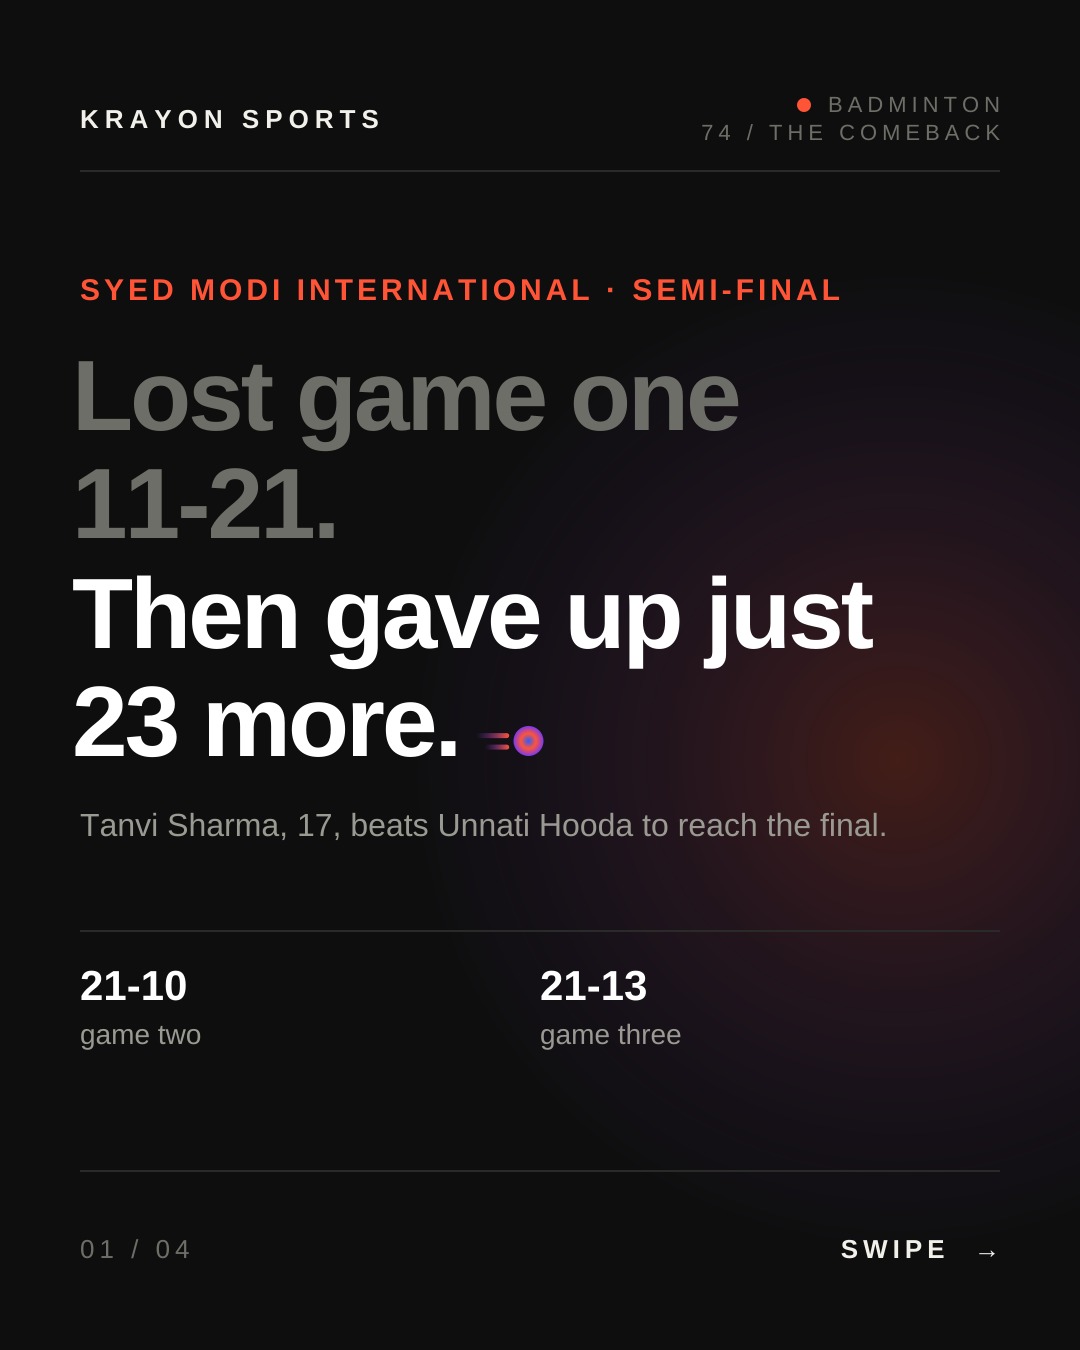 KRAYON SPORTS
BADMINTON
74 / THE COMEBACK
SYED MODI INTERNATIONAL · SEMI-FINAL
Lost game one
11-21.
Then gave up just
23 more.
Tanvi Sharma, 17, beats Unnati Hooda to reach the final.
21-10
game two
21-13
game three
01 / 04
SWIPE →